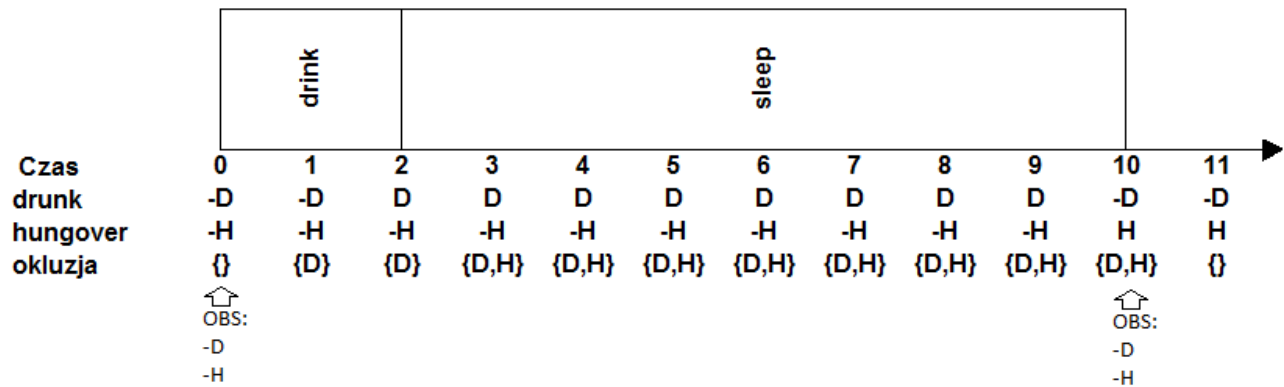 drink
sleep
Czas 0 1 2 3 4 5 6 7 8 9 10 11
drunk -D -D D D D D D D D D -D -D
hungover -H -H -H -H -H -H -H -H -H -H H H
okluzja {} {D} {D} {D,H} {D,H} {D,H} {D,H} {D,H} {D,H} {D,H} {D,H} {}
OBS: OBS:
-D -D
-H -H